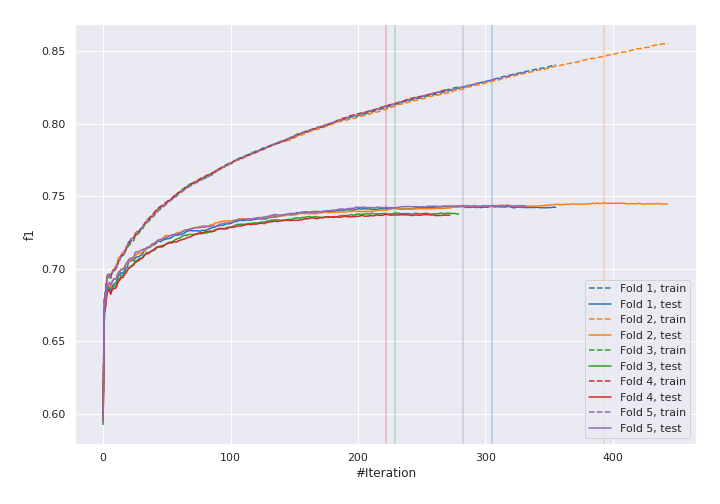 0.85
0.80
0.75
0.70
0.65
0.60
f1
0
100
200
300
400
#Iteration
Fold 1, train
Fold 1, test
Fold 2, train
Fold 2, test
Fold 3, train
Fold 3, test
Fold 4, train
Fold 4, test
Fold 5, train
Fold 5, test